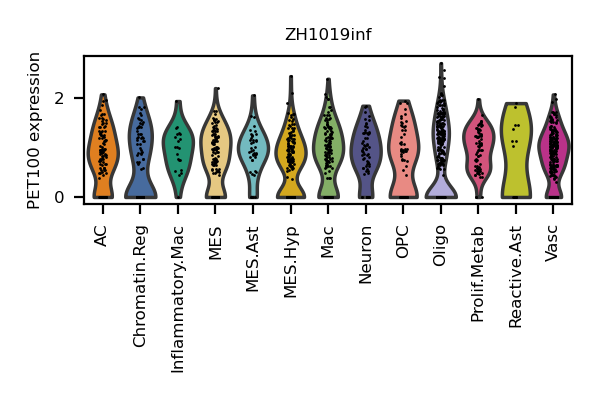 ZH1019inf
PET100 expression
2
0
AC
Chromatin.Reg
Inflammatory.Mac
MES
MES.Ast
MES.Hyp
Mac
Neuron
OPC
Oligo
Prolif.Metab
Reactive.Ast
Vasc